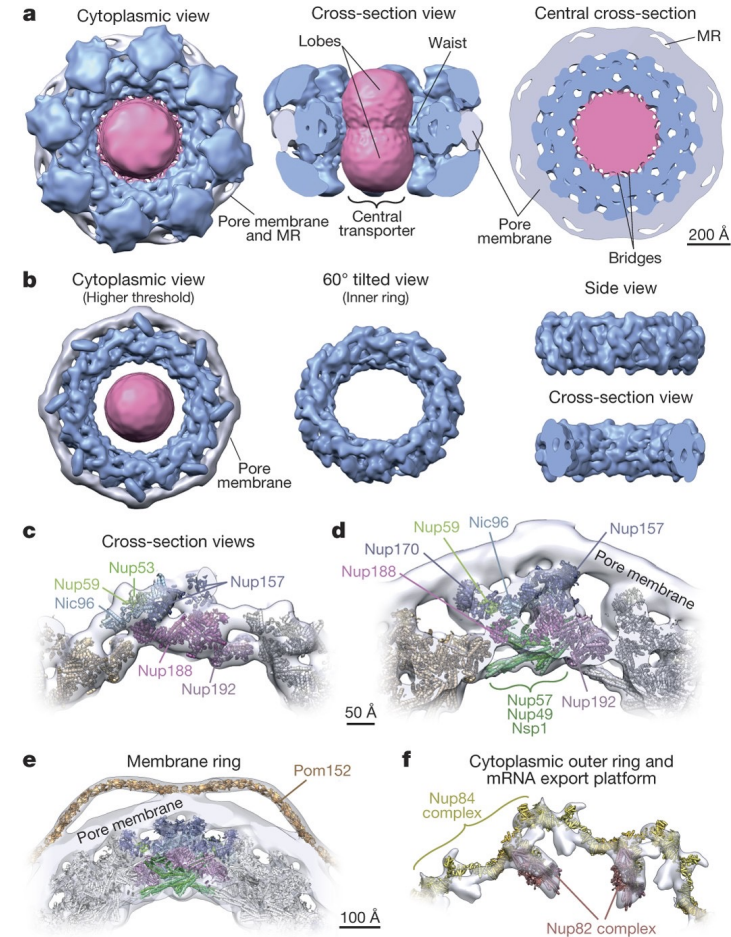 a
Cytoplasmic view
Cross-section view
Central cross-section
Lobes
Waist
MR
Pore membrane
and MR
Central
transporter
Pore
membrane
Bridges
200 Å
b
Cytoplasmic view
(Higher threshold)
60° tilted view
(Inner ring)
Side view
Cross-section view
Pore
membrane
c
Cross-section views
d
Nup53
Nup59
Nic96
Nup157
Nup188
Nup192
Nup59
Nic96
Nup157
Nup170
Nup188
Pore membrane
50 Å
Nup57
Nup49
Nsp1
Nup192
e
Membrane ring
Pom152
Pore membrane
100 Å
f
Cytoplasmic outer ring and
mRNA export platform
Nup84
complex
Nup82 complex